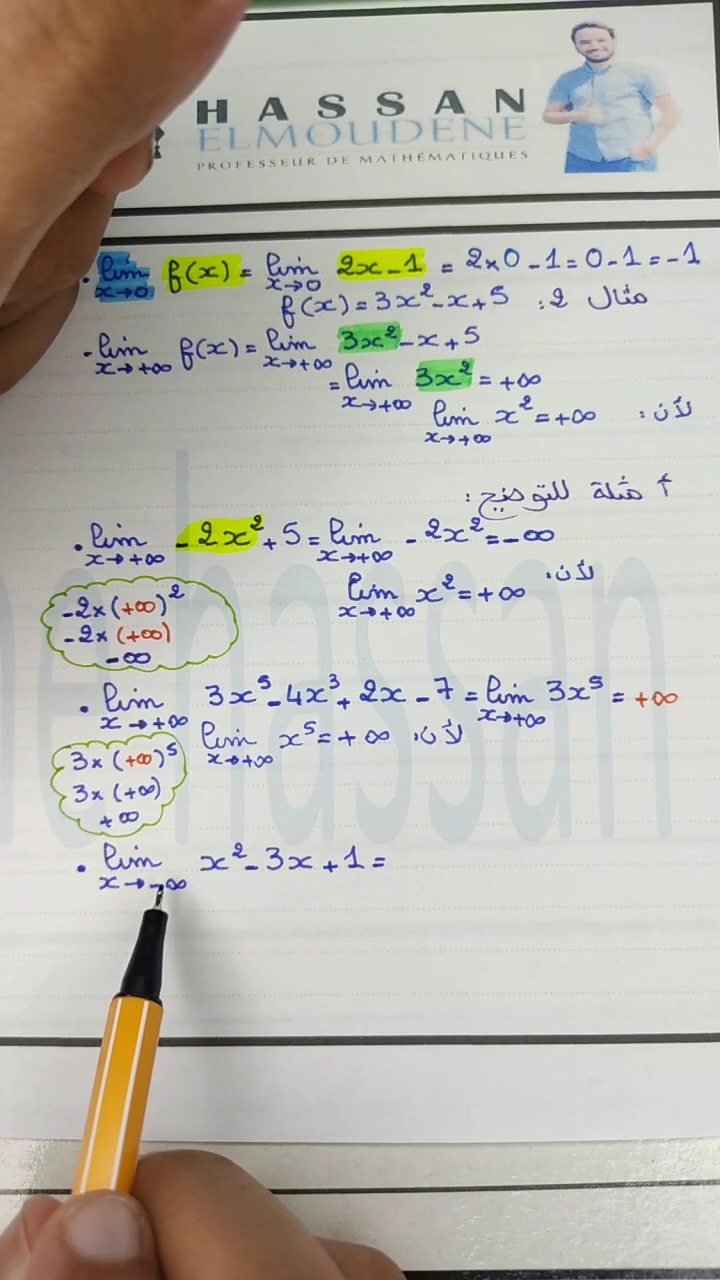 HASSAN
ELMOUDENE
PROFESSEUR DE MATHÉMATIQUES
. lim x→0 f(x) = lim x→0 2x - 1 = 2×0 - 1 = 0 - 1 = -1
مثال 2: f(x) = 3x² - x + 5
- lim x→+∞ f(x) = lim x→+∞ 3x² - x + 5
= lim x→+∞ 3x² = +∞
لأن: lim x→+∞ x² = +∞
أمثلة للتوضيح:
. lim x→+∞ -2x² + 5 = lim x→+∞ -2x² = -∞
لأن: lim x→+∞ x² = +∞
-2×(+∞)²
-2×(+∞)
-∞
. lim x→+∞ 3x⁵ - 4x³ + 2x - 7 = lim x→+∞ 3x⁵ = +∞
لأن: lim x→+∞ x⁵ = +∞
3×(+∞)⁵
3×(+∞)
+∞
. lim x→-∞ x² - 3x + 1 =
ne hassan